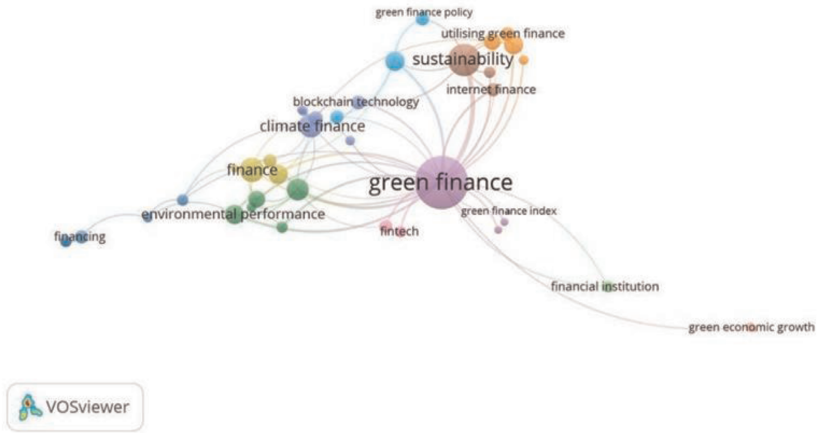 green finance policy
utilising green finance
sustainability
internet finance
blockchain technology
climate finance
finance
green finance
environmental performance
green finance index
fintech
financing
financial institution
green economic growth
VOSviewer